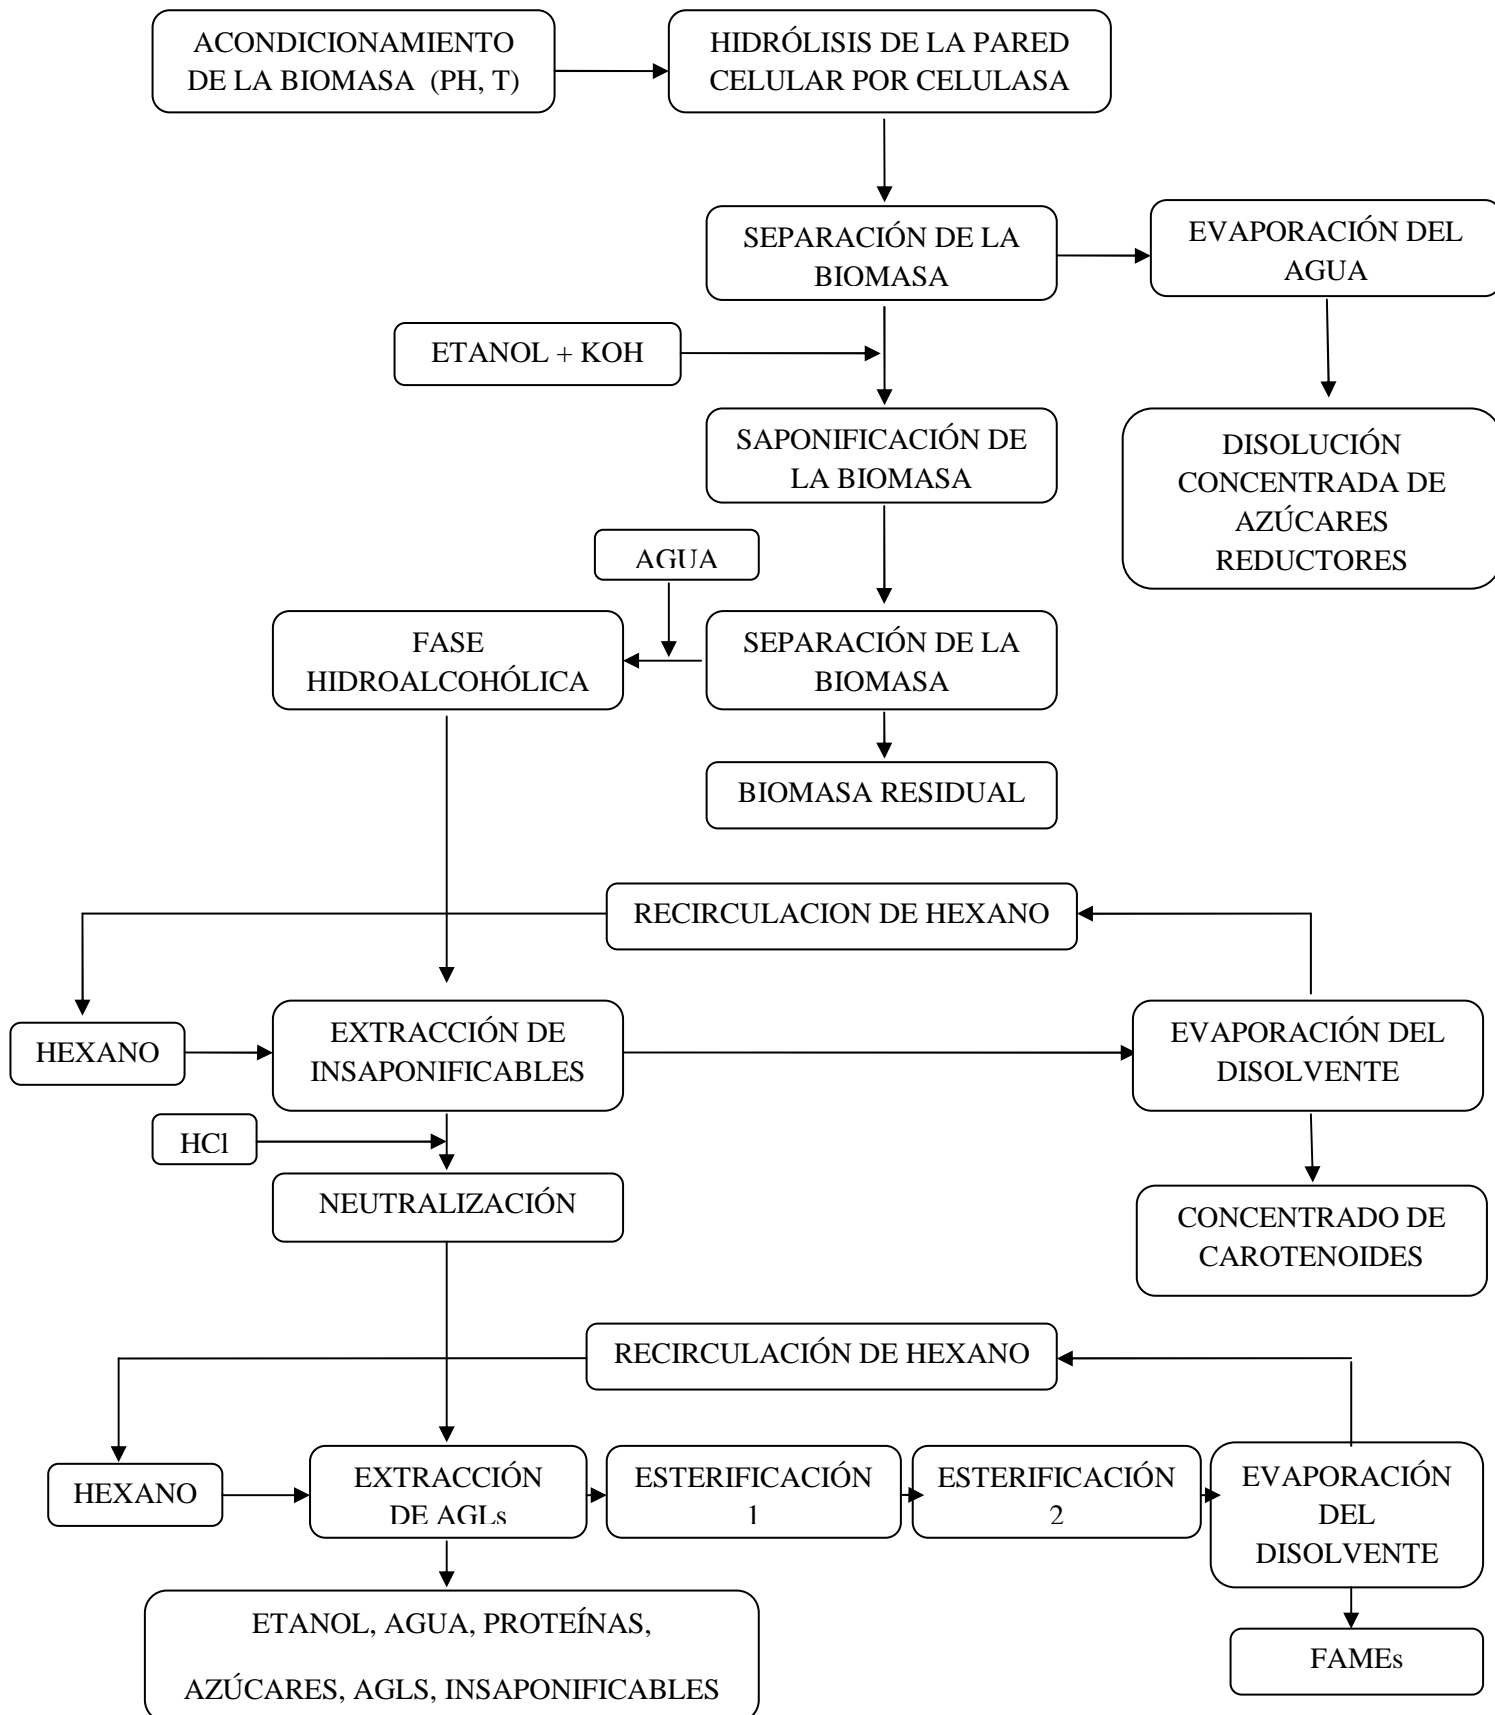 ACONDICIONAMIENTO
DE LA BIOMASA (PH, T)
HIDRÓLISIS DE LA PARED
CELULAR POR CELULASA
SEPARACIÓN DE LA
BIOMASA
EVAPORACIÓN DEL
AGUA
ETANOL + KOH
SAPONIFICACIÓN DE
LA BIOMASA
DISOLUCIÓN
CONCENTRADA DE
AZÚCARES
REDUCTORES
AGUA
FASE
HIDROALCOHÓLICA
SEPARACIÓN DE LA
BIOMASA
BIOMASA RESIDUAL
RECIRCULACION DE HEXANO
HEXANO
EXTRACCIÓN DE
INSAPONIFICABLES
EVAPORACIÓN DEL
DISOLVENTE
HCl
NEUTRALIZACIÓN
CONCENTRADO DE
CAROTENOIDES
RECIRCULACIÓN DE HEXANO
HEXANO
EXTRACCIÓN
DE AGLs
ESTERIFICACIÓN
1
ESTERIFICACIÓN
2
EVAPORACIÓN
DEL
DISOLVENTE
ETANOL, AGUA, PROTEÍNAS,
AZÚCARES, AGLS, INSAPONIFICABLES
FAMEs